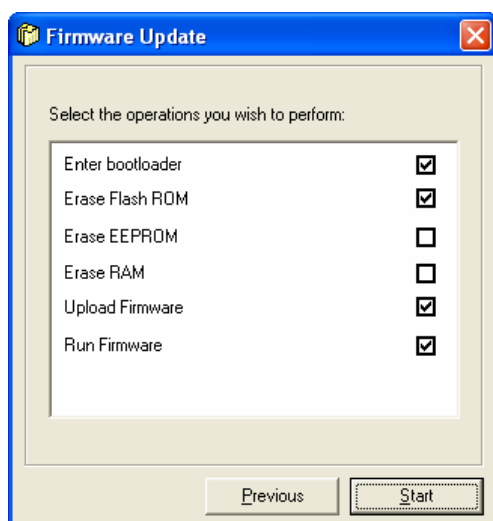 Firmware Update
Select the operations you wish to perform:
Enter bootloader
Erase Flash ROM
Erase EEPROM
Erase RAM
Upload Firmware
Run Firmware
Previous Start